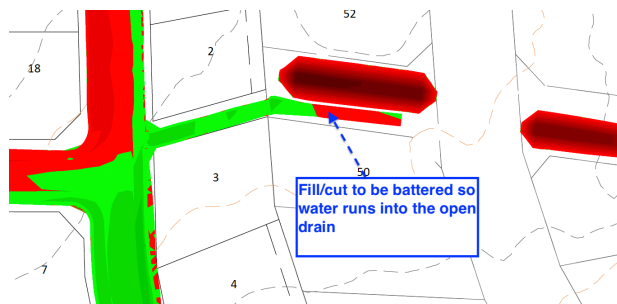 52
2
18
50
3
Fill/cut to be battered so
water runs into the open
drain
7
4